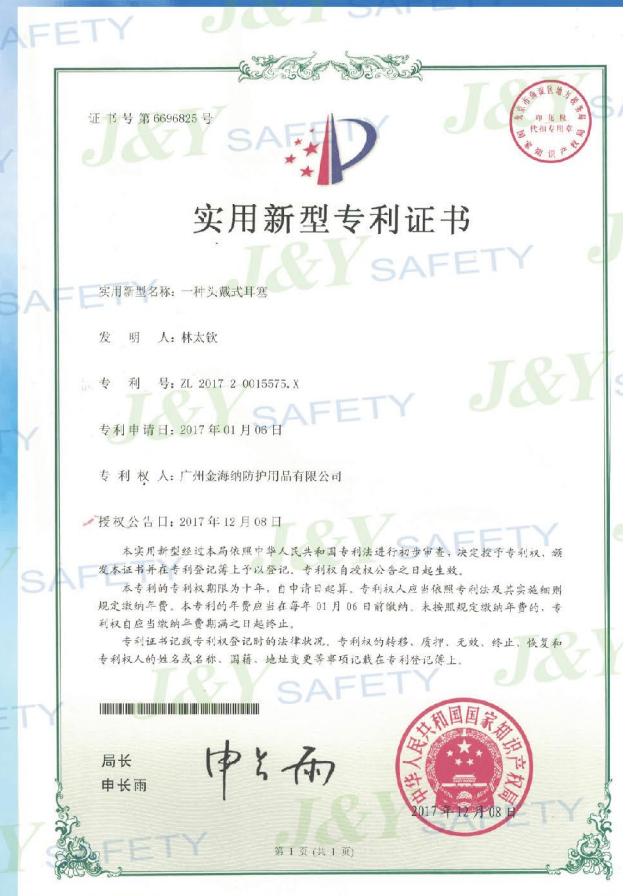 证书号第6696825号
实用新型专利证书
实用新型名称：一种头戴式耳塞
发 明 人：林太钦
专 利 号：ZL 2017 2 0015575.X
专利申请日：2017年01月06日
专 利 权 人：广州金海纳防护用品有限公司
授权公告日：2017年12月08日
本实用新型经过本局依照中华人民共和国专利法进行初步审查，决定授予专利权，颁
发本证书并在专利登记簿上予以登记。专利权自授权公告之日起生效。
本专利的专利权期限为十年，自申请日起算。专利权人应当依照专利法及其实施细则
规定缴纳年费。本专利的年费应当在每年01月06日前缴纳。未按照规定缴纳年费的，专
利权自应当缴纳年费期满之日起终止。
专利证书记载专利权登记时的法律状况。专利权的转移、质押、无效、终止、恢复和
专利权人的姓名或名称、国籍、地址变更等事项记载在专利登记簿上。
局长
申长雨
申长雨
中华人民共和国国家知识产权局
2017年12月08日
第 1 页 (共 1 页)
J&Y SAFETY